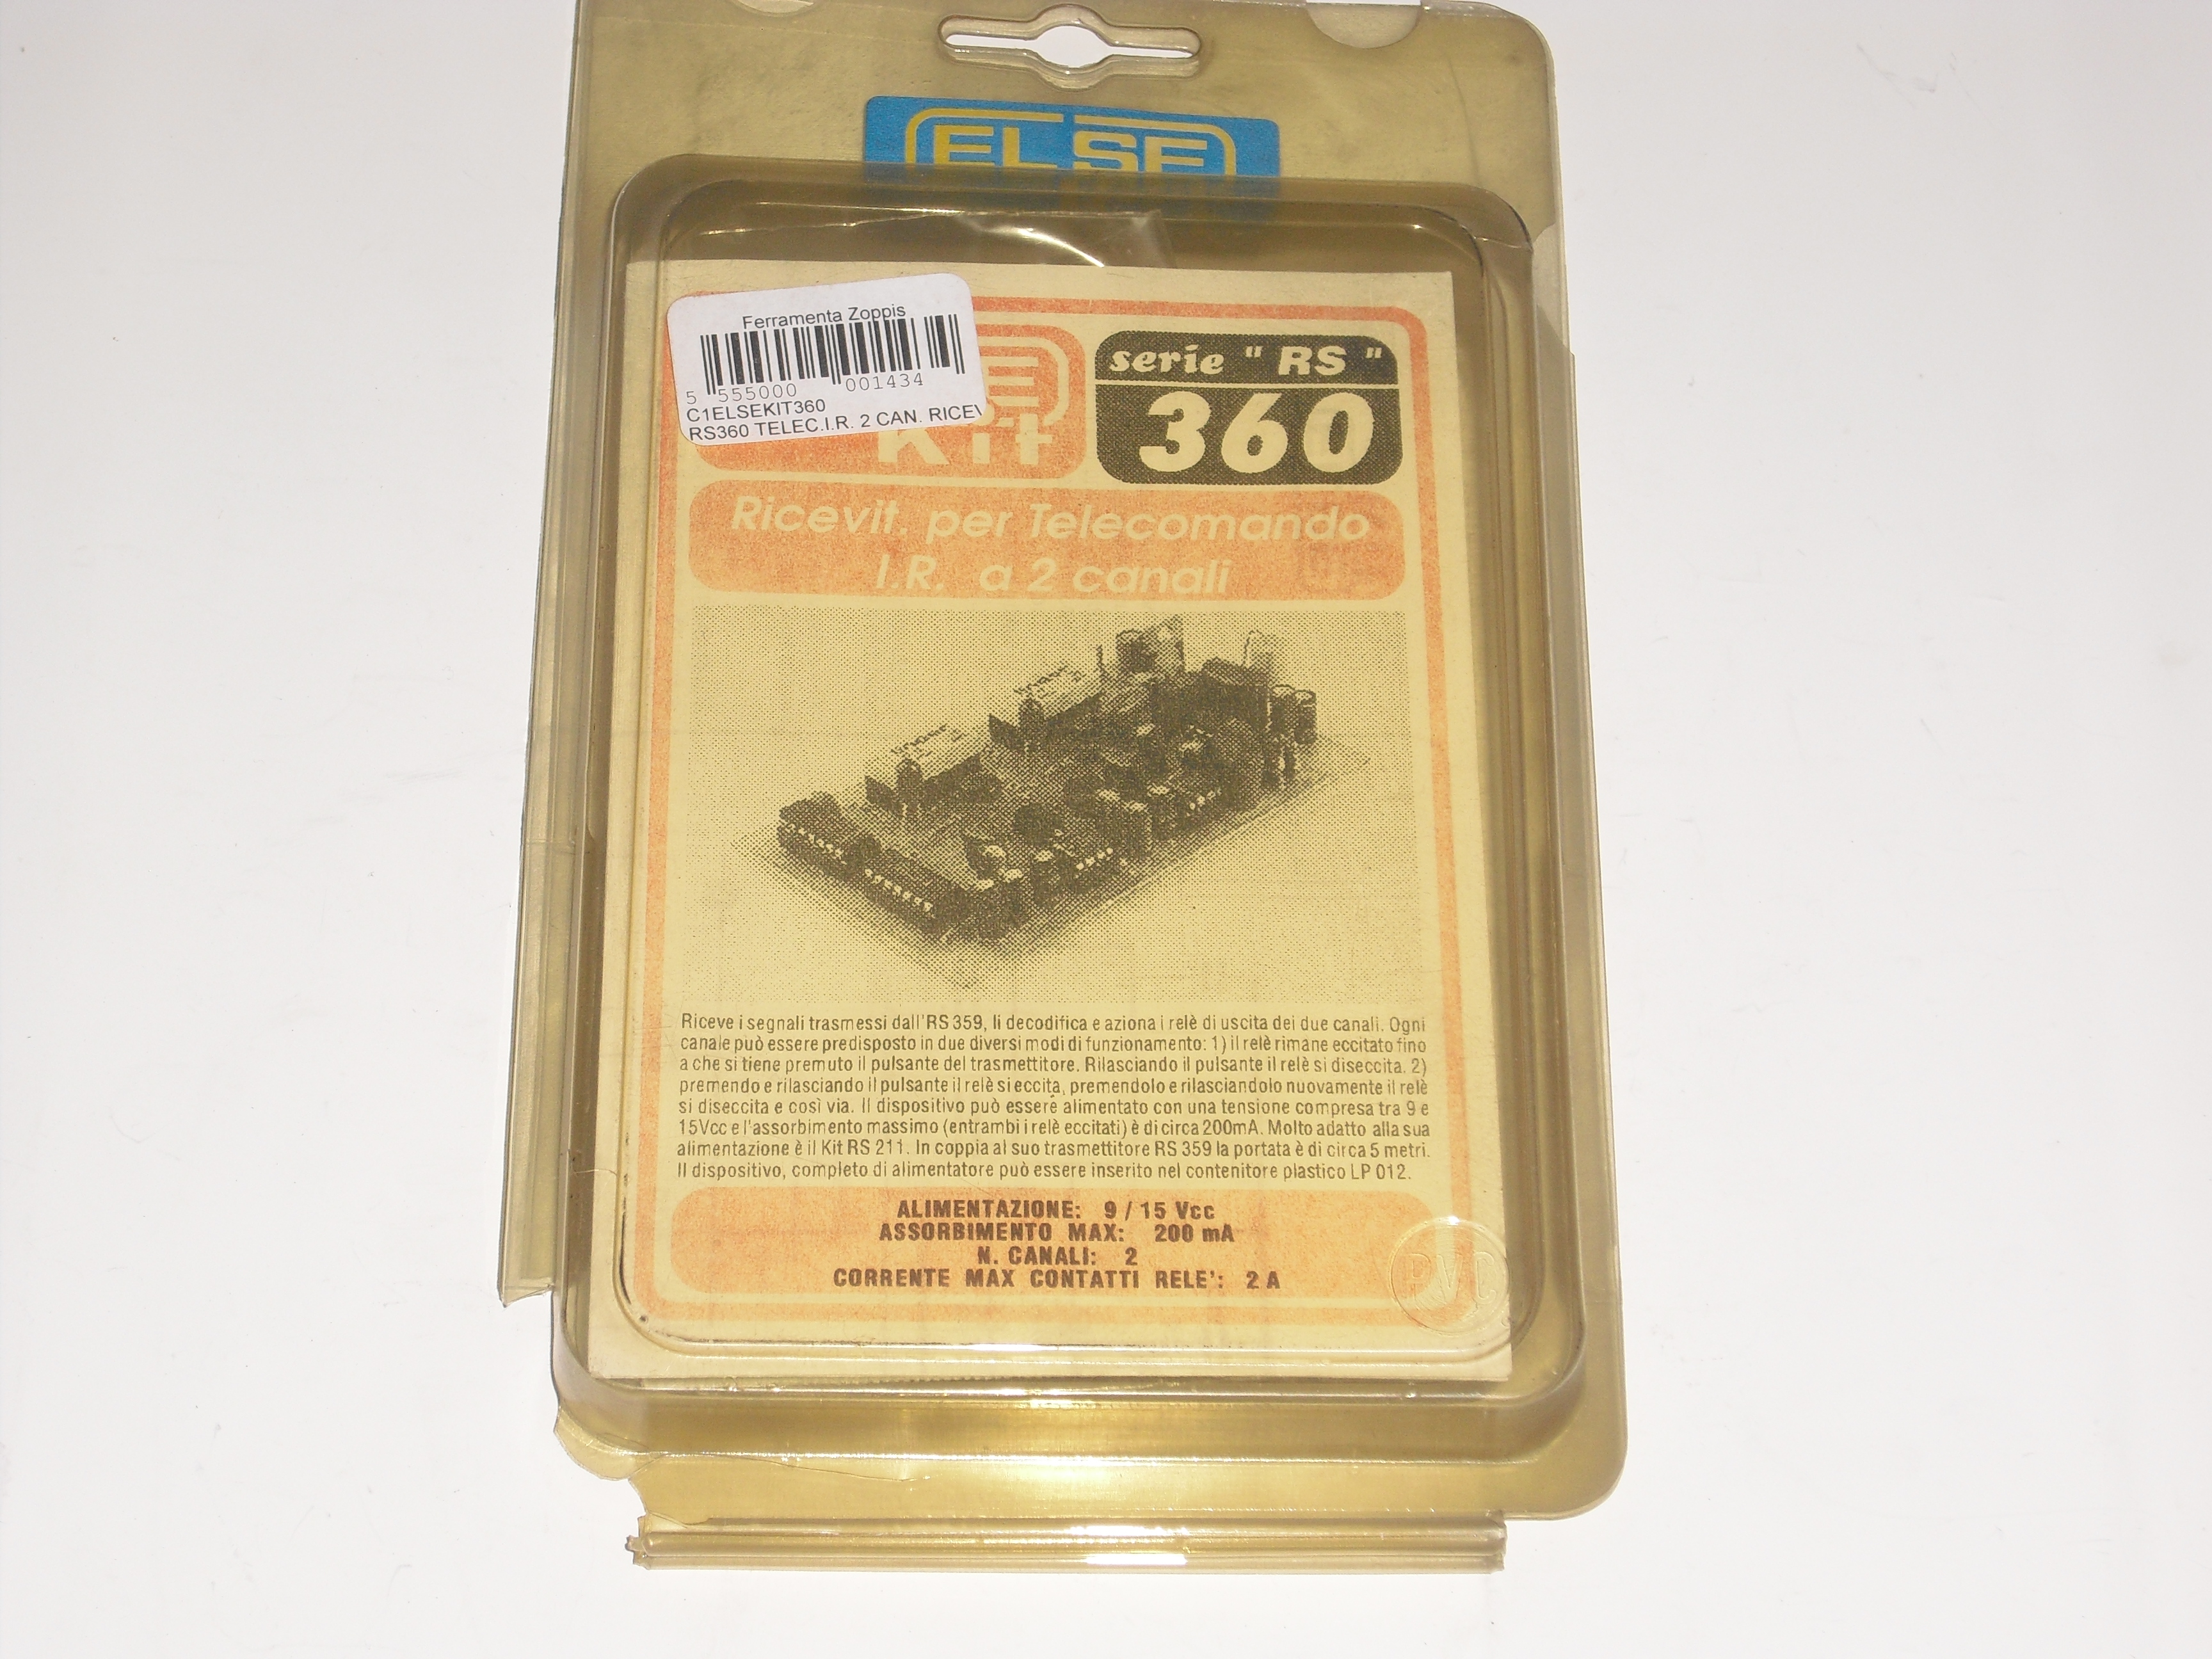 ELSE
Ferramenta Zoppis
5 555000 001434
C1ELSEKIT360
RS360 TELEC.I.R. 2 CAN. RICEV
Kit
serie " RS "
360
Ricevit. per Telecomando
I.R. a 2 canali
finder
finder
Riceve i segnali trasmessi dall'RS 359, li decodifica e aziona i relè di uscita dei due canali. Ogni
canale può essere predisposto in due diversi modi di funzionamento: 1) il relè rimane eccitato fino
a che si tiene premuto il pulsante del trasmettitore. Rilasciando il pulsante il relè si diseccita. 2)
premendo e rilasciando il pulsante il relè si eccita, premendolo e rilasciandolo nuovamente il relè
si diseccita e così via. Il dispositivo può essere alimentato con una tensione compresa tra 9 e
15Vcc e l'assorbimento massimo (entrambi i relè eccitati) è di circa 200mA. Molto adatto alla sua
alimentazione è il Kit RS 211. In coppia al suo trasmettitore RS 359 la portata è di circa 5 metri.
Il dispositivo, completo di alimentatore può essere inserito nel contenitore plastico LP 012.
ALIMENTAZIONE: 9 / 15 Vcc
ASSORBIMENTO MAX: 200 mA
N. CANALI: 2
CORRENTE MAX CONTATTI RELE': 2 A
PVC